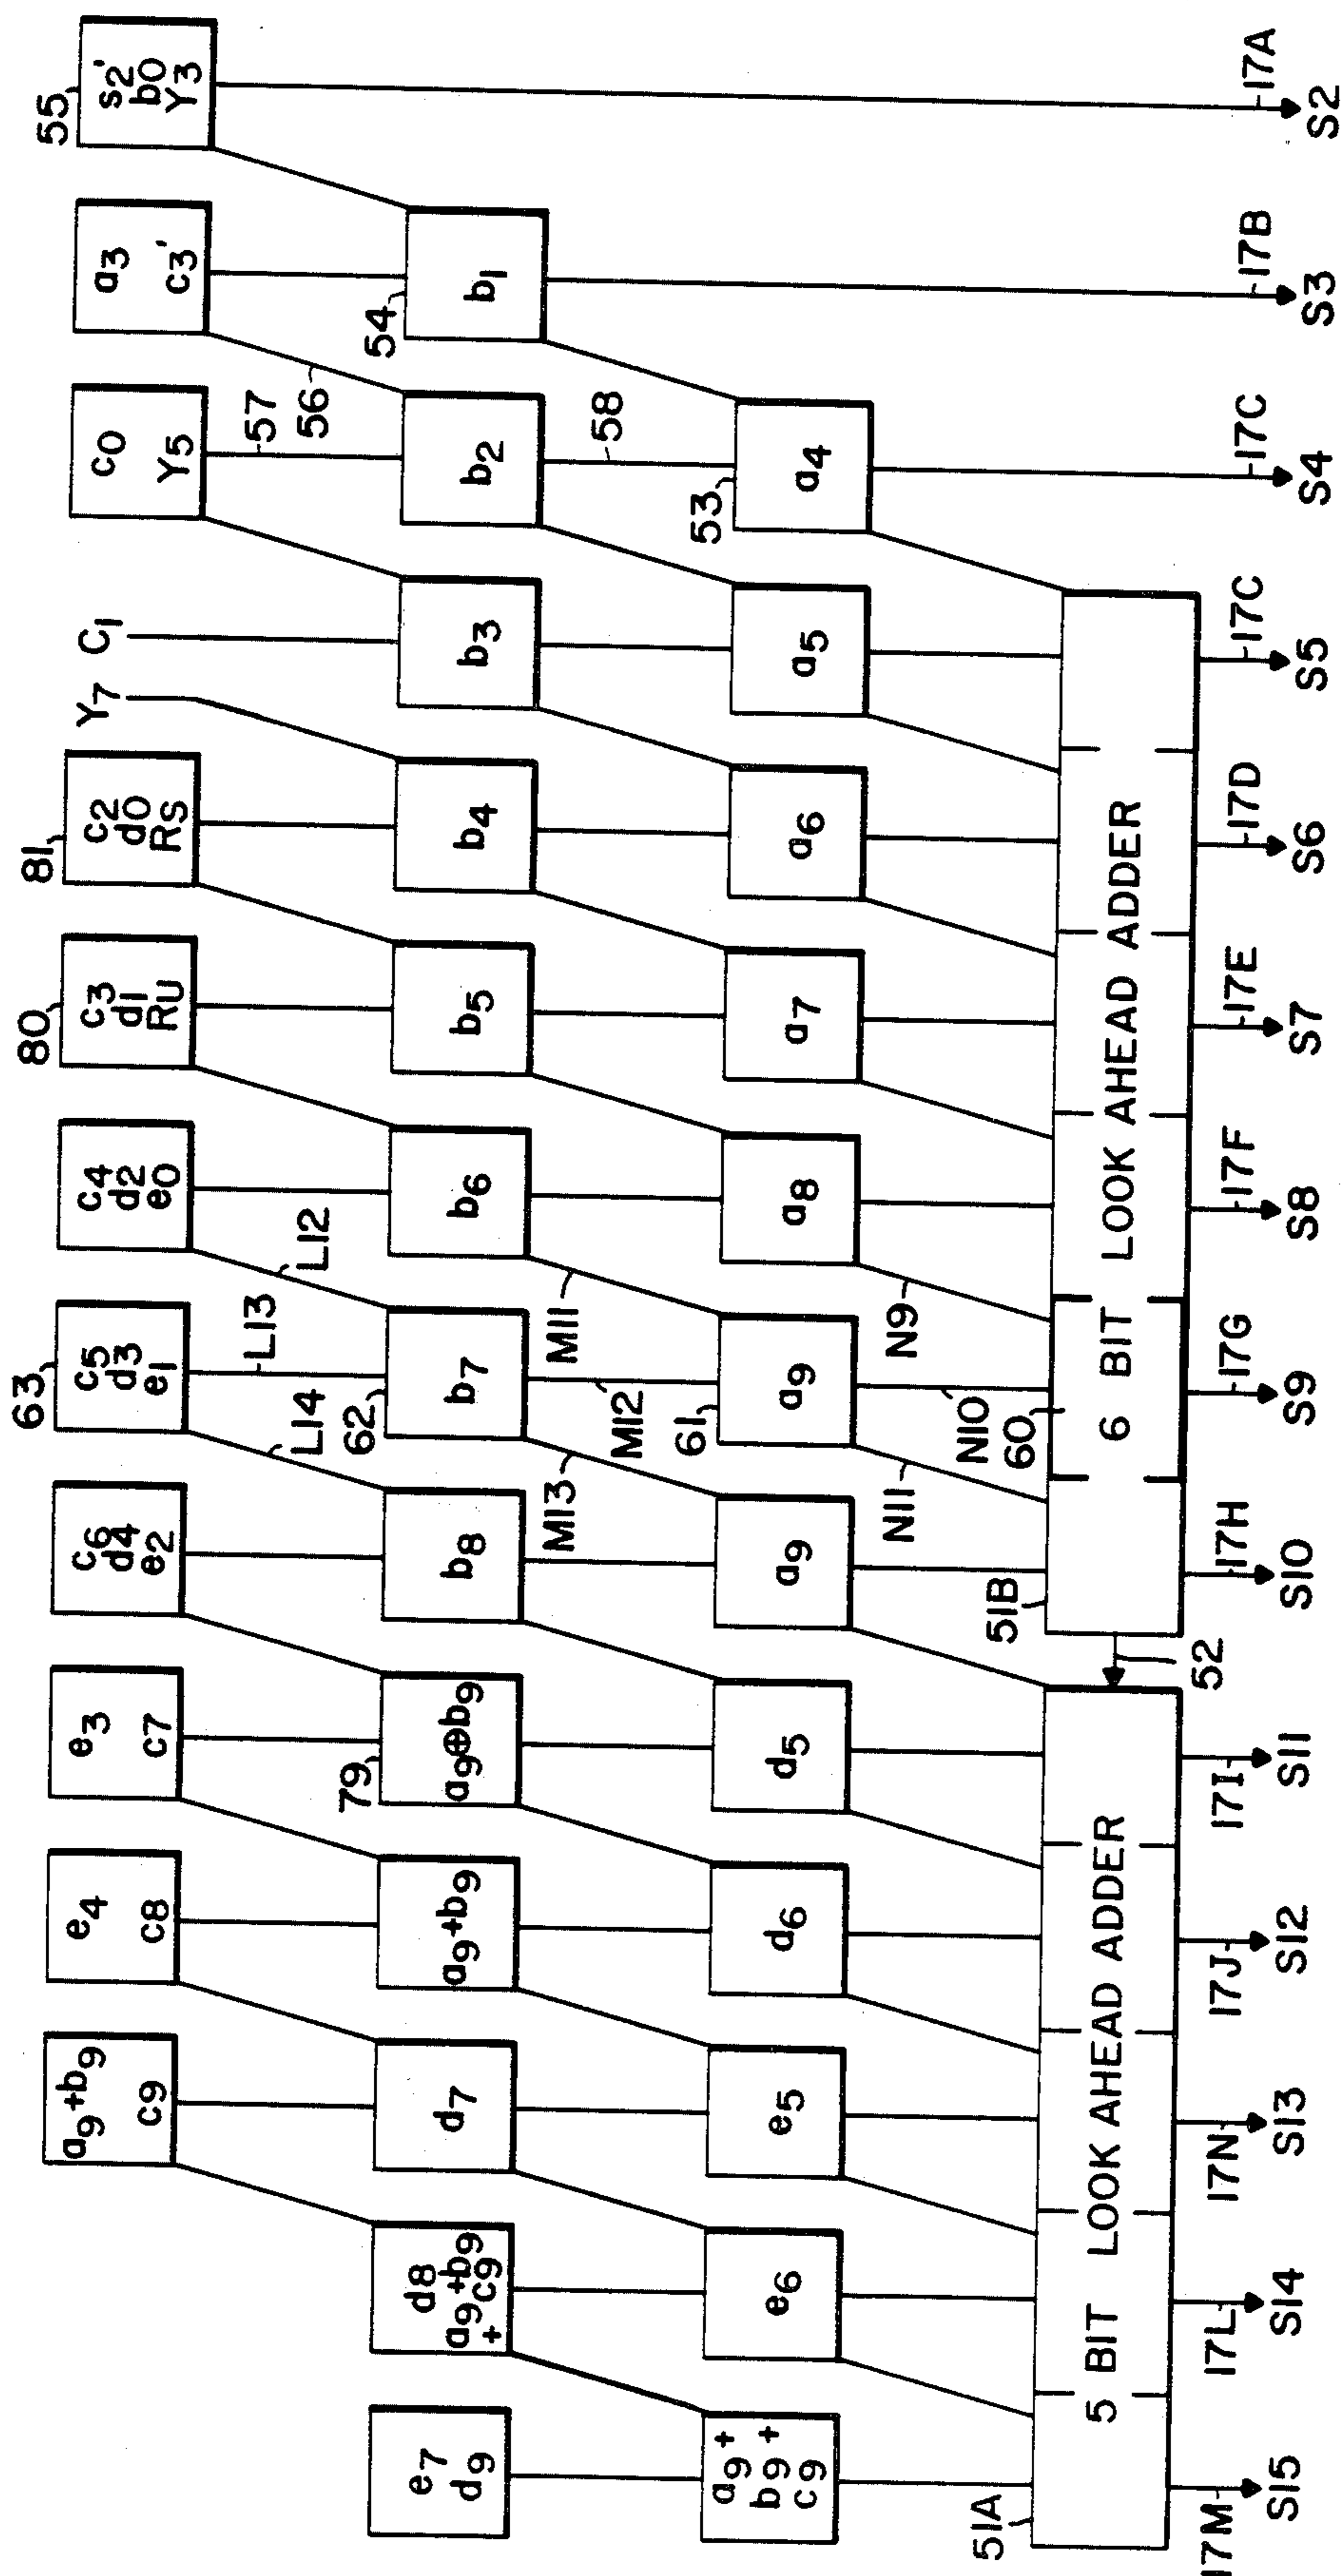 55
s2'
b0
Y3
17A
S2
a3
c3'
54
b1
17B
S3
c0
Y5
57
56
b2
58
53
a4
17C
S4
C1
b3
a5
17C
S5
Y7
81
c2
d0
RS
b4
a6
17D
S6
80
c3
d1
RU
b5
a7
17E
S7
c4
d2
e0
L12
b6
M11
a8
N9
17F
S8
63
c5
d3
e1
L13
L14
62
b7
M12
M13
61
a9
N10
N11
60
17G
S9
c6
d4
e2
b8
a9
51B
17H
S10
6 BIT LOOK AHEAD ADDER
52
e3
c7
79
a9⊕b9
d5
17I
S11
e4
c8
a9+b9
d6
17J
S12
a9+b9
c9
d7
e5
17N
S13
d8
a9+b9
+c9
e6
17L
S14
e7
d9
a9+
b9+
c9
51A
5 BIT LOOK AHEAD ADDER
17M
S15